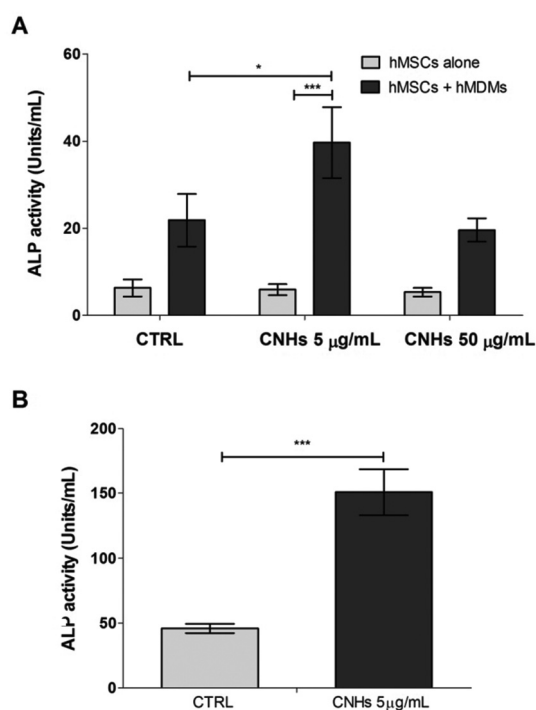 A
60
40
20
0
ALP activity (Units/mL)
hMSCs alone
hMSCs + hMDMs
*
***
CTRL
CNHs 5 μg/mL
CNHs 50 μg/mL
B
200
150
100
50
0
ALP activity (Units/mL)
***
CTRL
CNHs 5μg/mL